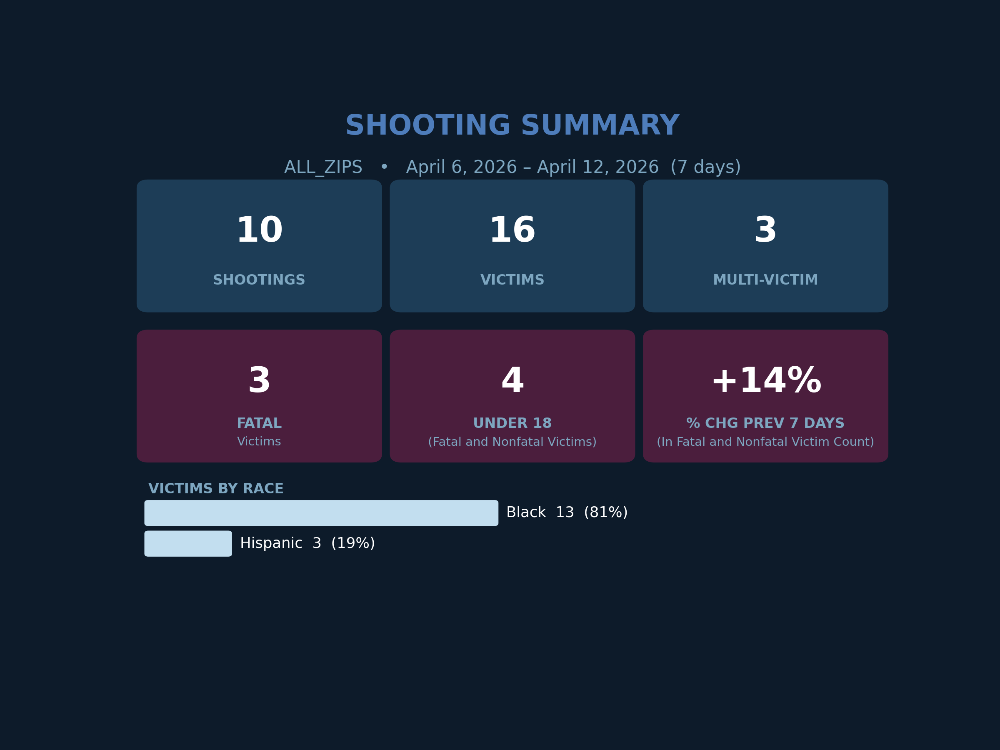 SHOOTING SUMMARY
ALL_ZIPS • April 6, 2026 – April 12, 2026 (7 days)
10
SHOOTINGS
16
VICTIMS
3
MULTI-VICTIM
3
FATAL
Victims
4
UNDER 18
(Fatal and Nonfatal Victims)
+14%
% CHG PREV 7 DAYS
(In Fatal and Nonfatal Victim Count)
VICTIMS BY RACE
Black 13 (81%)
Hispanic 3 (19%)